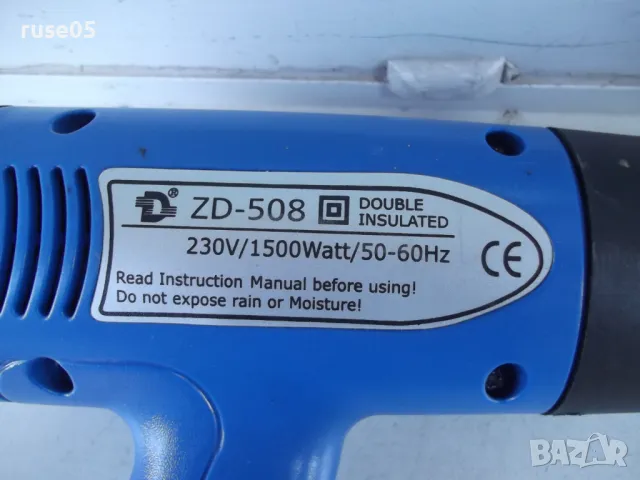 ruse05
ZD-508 DOUBLE INSULATED
230V/1500Watt/50-60Hz
CE
Read Instruction Manual before using!
Do not expose rain or Moisture!
BAZAR